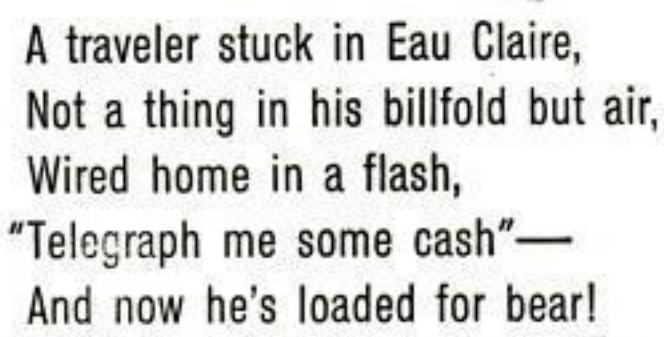 A traveler stuck in Eau Claire,
Not a thing in his billfold but air,
Wired home in a flash,
"Telegraph me some cash"—
And now he's loaded for bear!